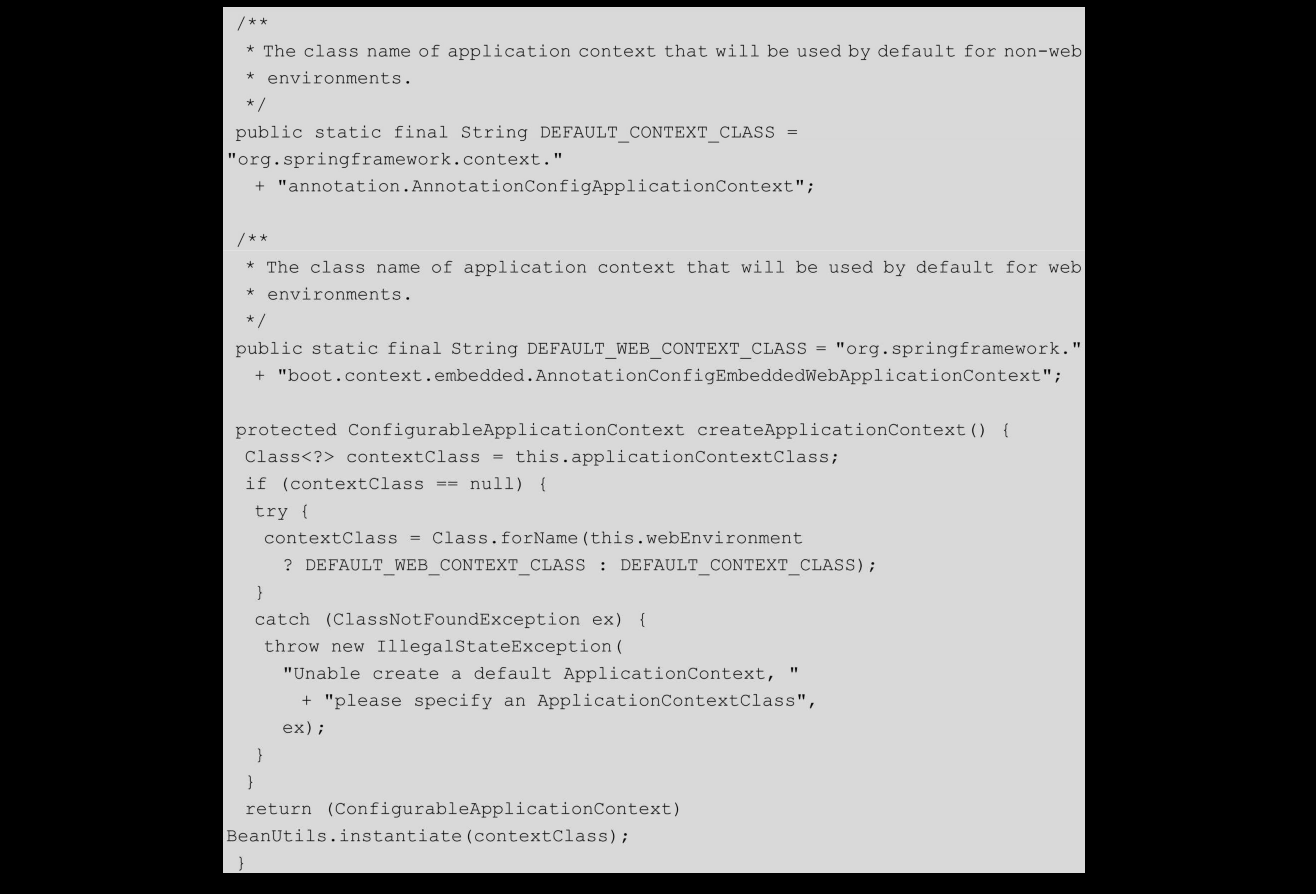 /**
 * The class name of application context that will be used by default for non-web
 * environments.
 */
public static final String DEFAULT_CONTEXT_CLASS =
"org.springframework.context."
  + "annotation.AnnotationConfigApplicationContext";

/**
 * The class name of application context that will be used by default for web
 * environments.
 */
public static final String DEFAULT_WEB_CONTEXT_CLASS = "org.springframework."
  + "boot.context.embedded.AnnotationConfigEmbeddedWebApplicationContext";

protected ConfigurableApplicationContext createApplicationContext() {
 Class<?> contextClass = this.applicationContextClass;
 if (contextClass == null) {
  try {
   contextClass = Class.forName(this.webEnvironment
     ? DEFAULT_WEB_CONTEXT_CLASS : DEFAULT_CONTEXT_CLASS);
  }
  catch (ClassNotFoundException ex) {
   throw new IllegalStateException(
     "Unable create a default ApplicationContext, "
       + "please specify an ApplicationContextClass",
     ex);
  }
 }
 return (ConfigurableApplicationContext)
BeanUtils.instantiate(contextClass);
}